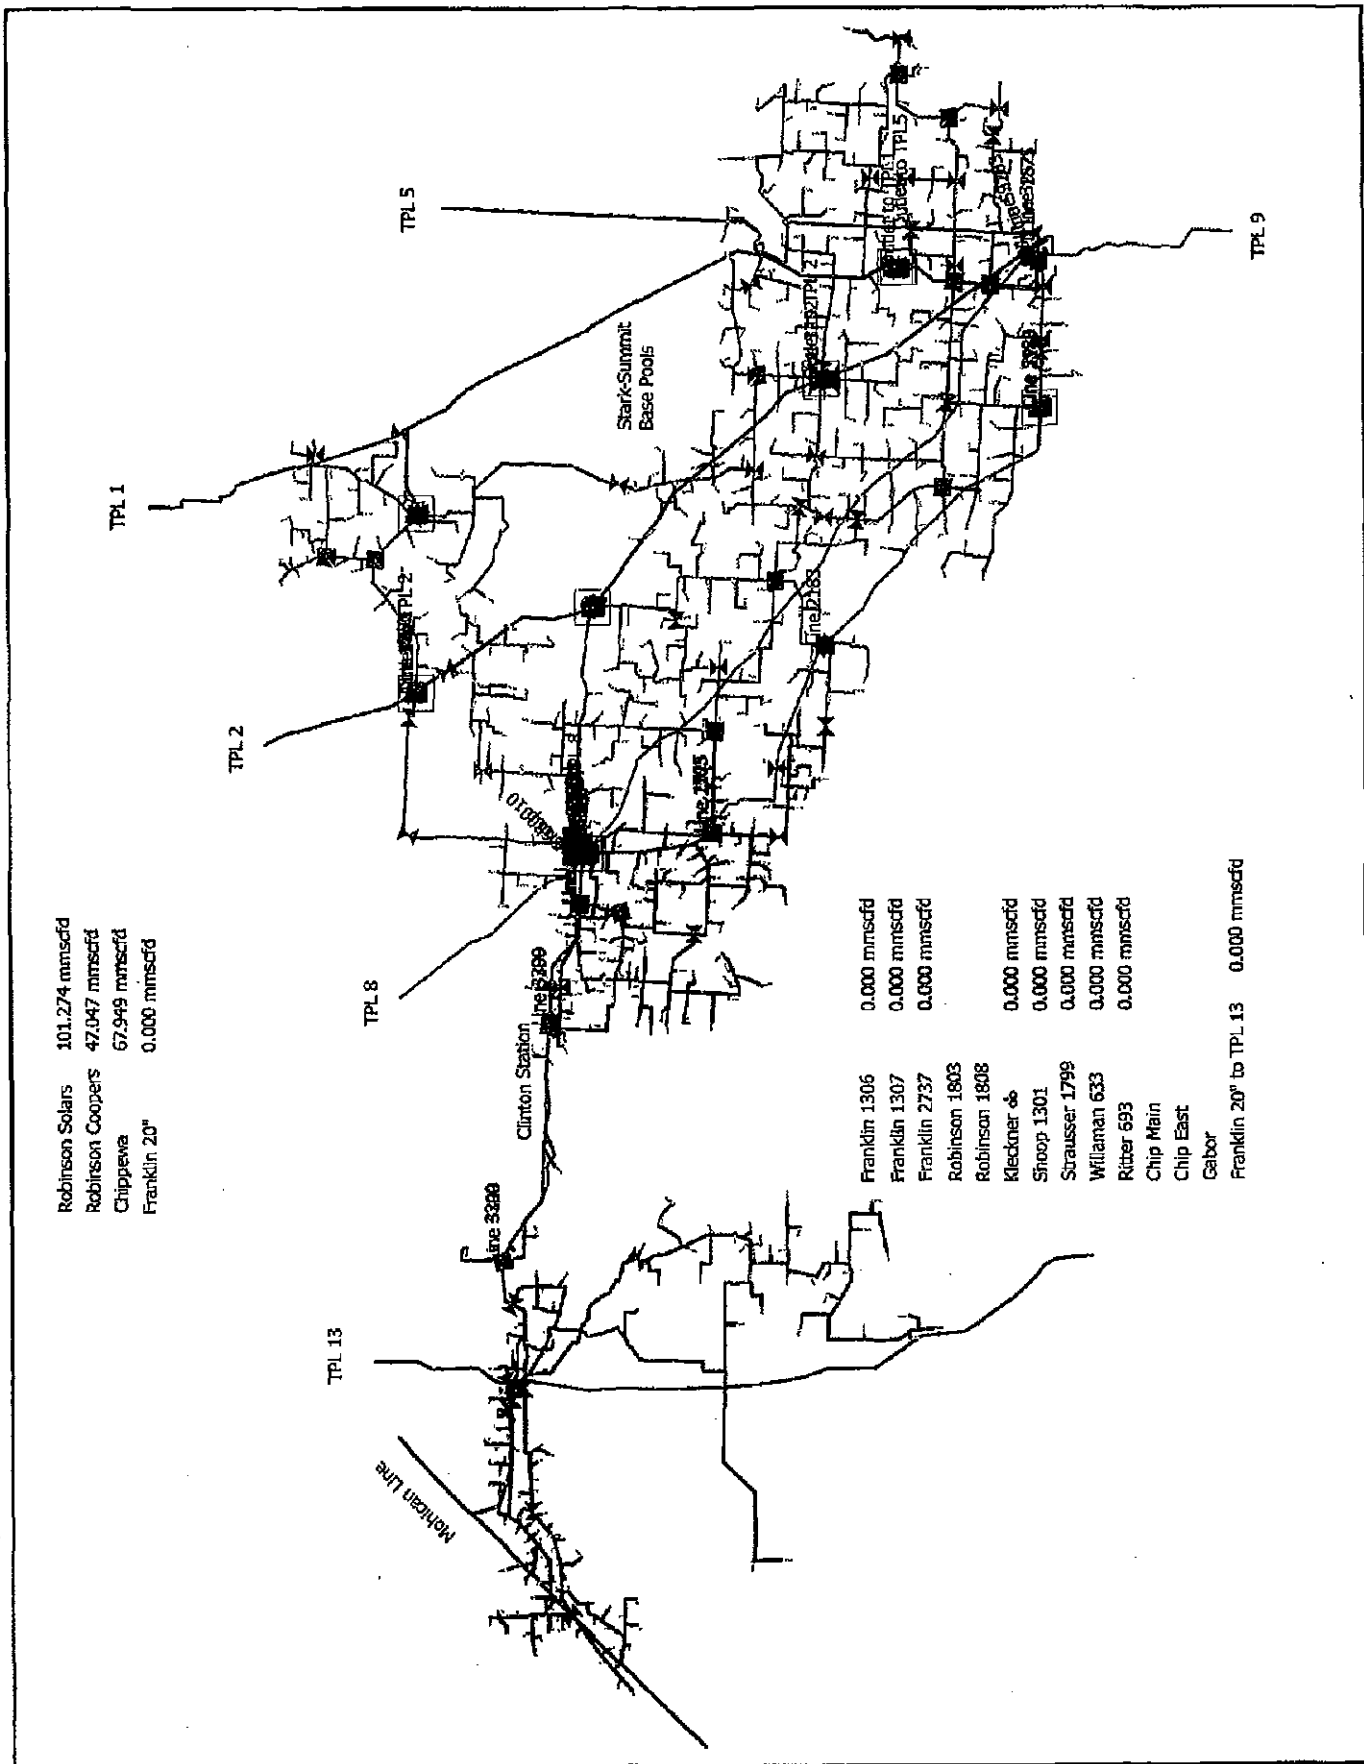 Robinson Solars 101.274 mmscfd
Robinson Coopers 47.047 mmscfd
Chippewa 67.949 mmscfd
Franklin 20" 0.000 mmscfd
TPL 1
TPL 5
TPL 2
TPL 8
TPL 13
TPL 9
Stark-Summit
Base Pools
Mohican Line
Clinton Station
Line 2183
Franklin 1306 0.000 mmscfd
Franklin 1307 0.000 mmscfd
Franklin 2737 0.000 mmscfd
Robinson 1803
Robinson 1808
Kleckner 0.000 mmscfd
Shoop 1301 0.000 mmscfd
Strausser 1799 0.000 mmscfd
Willaman 633 0.000 mmscfd
Ritter 693 0.000 mmscfd
Chip Main
Chip East
Gabor
Franklin 20" to TPL 13 0.000 mmscfd